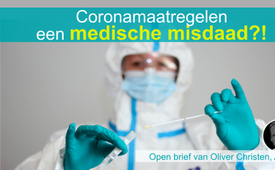 Coronamaatregelen
een medische misdaad?!
Open brief van Oliver Christen,